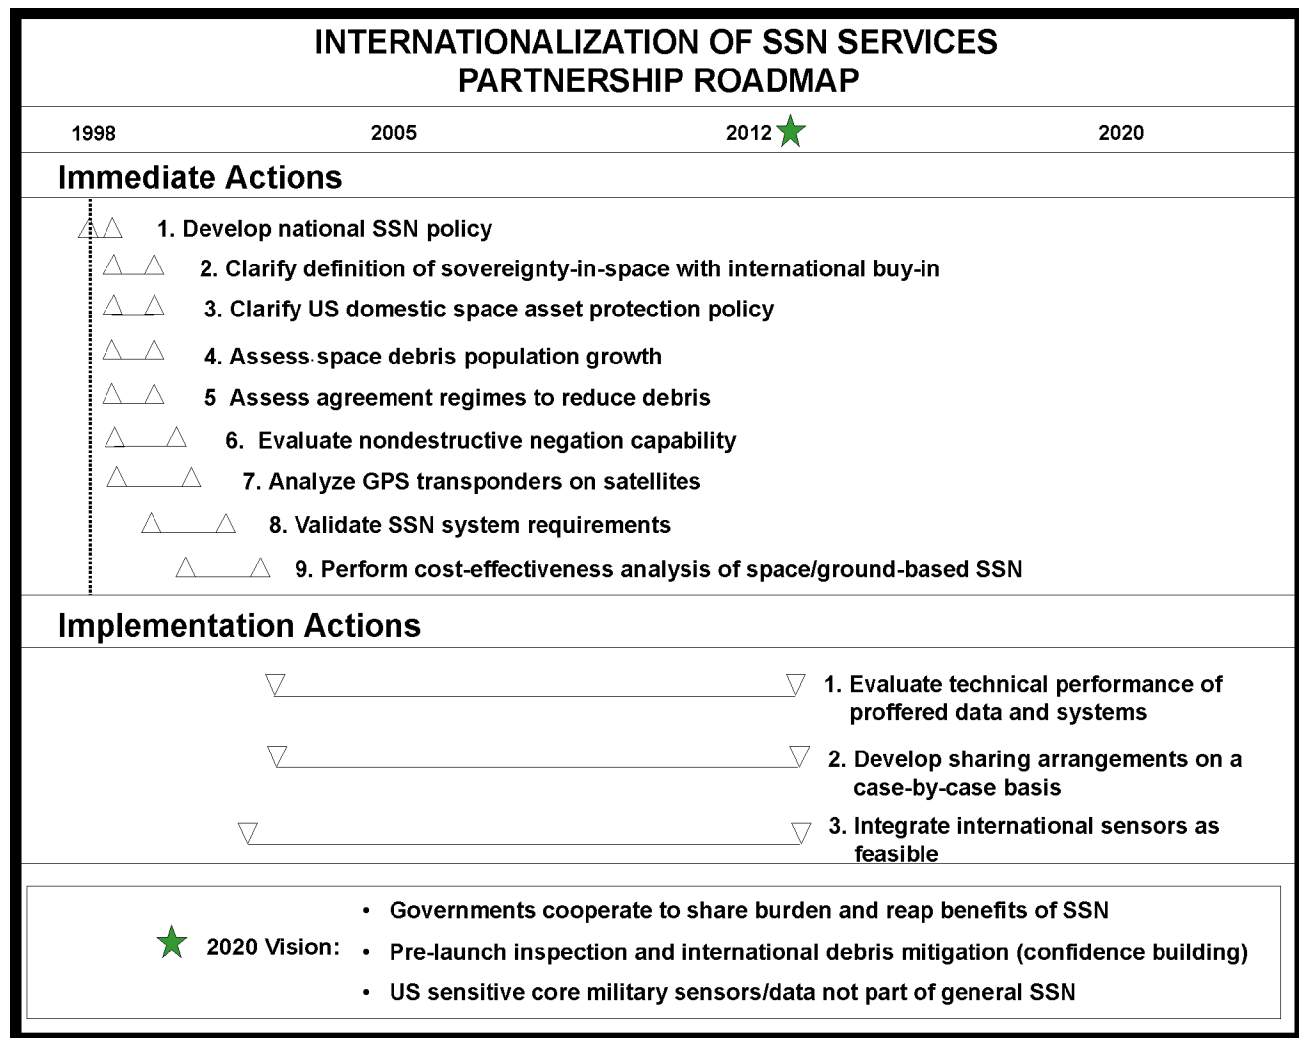 INTERNATIONALIZATION OF SSN SERVICES
PARTNERSHIP ROADMAP
1998 2005 2012 2020
Immediate Actions
1. Develop national SSN policy
2. Clarify definition of sovereignty-in-space with international buy-in
3. Clarify US domestic space asset protection policy
4. Assess space debris population growth
5 Assess agreement regimes to reduce debris
6. Evaluate nondestructive negation capability
7. Analyze GPS transponders on satellites
8. Validate SSN system requirements
9. Perform cost-effectiveness analysis of space/ground-based SSN
Implementation Actions
1. Evaluate technical performance of
proffered data and systems
2. Develop sharing arrangements on a
case-by-case basis
3. Integrate international sensors as
feasible
• Governments cooperate to share burden and reap benefits of SSN
2020 Vision: • Pre-launch inspection and international debris mitigation (confidence building)
• US sensitive core military sensors/data not part of general SSN